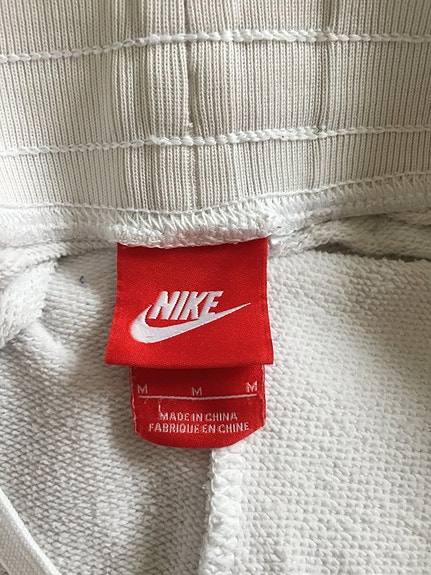 NIKE
M M M
MADE IN CHINA
FABRIQUE EN CHINE